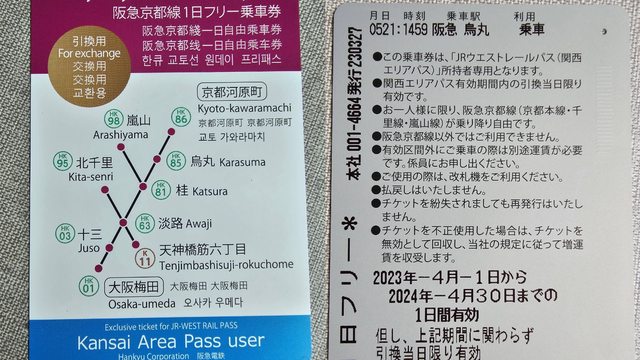 阪急京都線1日フリー乗車券
阪急京都綫一日自由乘車券
阪急京都线一日自由乘车券
한큐 교토선 원데이 프리패스
引換用
For exchange
交換用
交换用
교환용
HK 98
嵐山
Arashiyama
HK 86
京都河原町
Kyoto-kawaramachi
京都河原町 京都河原町
교토 가와라마치
HK 95
北千里
Kita-senri
HK 85
烏丸 Karasuma
HK 81
桂 Katsura
HK 63
淡路 Awaji
HK 03
十三
Juso
K 11
天神橋筋六丁目
Tenjimbashisuji-rokuchome
HK 01
大阪梅田 大阪梅田 大阪梅田
Osaka-umeda 오사카 우메다
Exclusive ticket for JR-WEST RAIL PASS
Kansai Area Pass user
Hankyu Corporation 阪急電鉄
月日 時刻 乗車駅 利用
0521:1459 阪急 烏丸 乗車
●この乗車券は、「JRウエストレールパス(関西エリアパス)」所持者専用となります。
●関西エリアパス有効期間内の引換当日限り有効です。
●お一人様に限り、阪急京都線(京都本線・千里線・嵐山線)が乗り降り自由です。
●阪急京都線以外ではご利用できません。
●有効区間外にご乗車の際は別途運賃が必要です。係員にお申し出ください。
●ご使用の際は、改札機をご利用ください。
●払戻しはいたしません。
●チケットを紛失されましても再発行はいたしません。
●チケットを不正使用した場合は、チケットを無効として回収し、当社の規定に従って増運賃を収受します。
2023年-4月-1日から
2024年-4月30日までの
1日間有効
但し、上記期間に関わらず
引換当日限り有効
本社 001-4664 発行230327
日フリー*